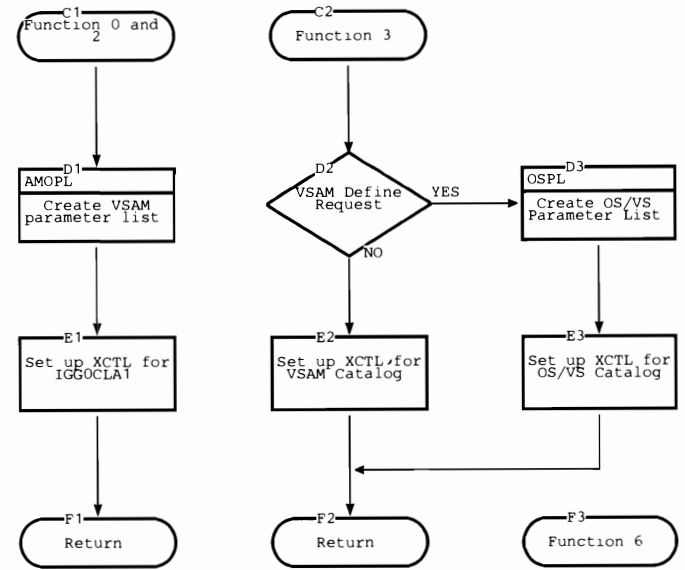 C1
Function 0 and
2
C2
Function 3
D1
AMOPL
Create VSAM
parameter list
D2
VSAM Define
Request
YES
NO
D3
OSPL
Create OS/VS
Parameter List
E1
Set up XCTL for
IGG0CLA1
E2
Set up XCTL for
VSAM Catalog
E3
Set up XCTL for
OS/VS Catalog
F1
Return
F2
Return
F3
Function 6